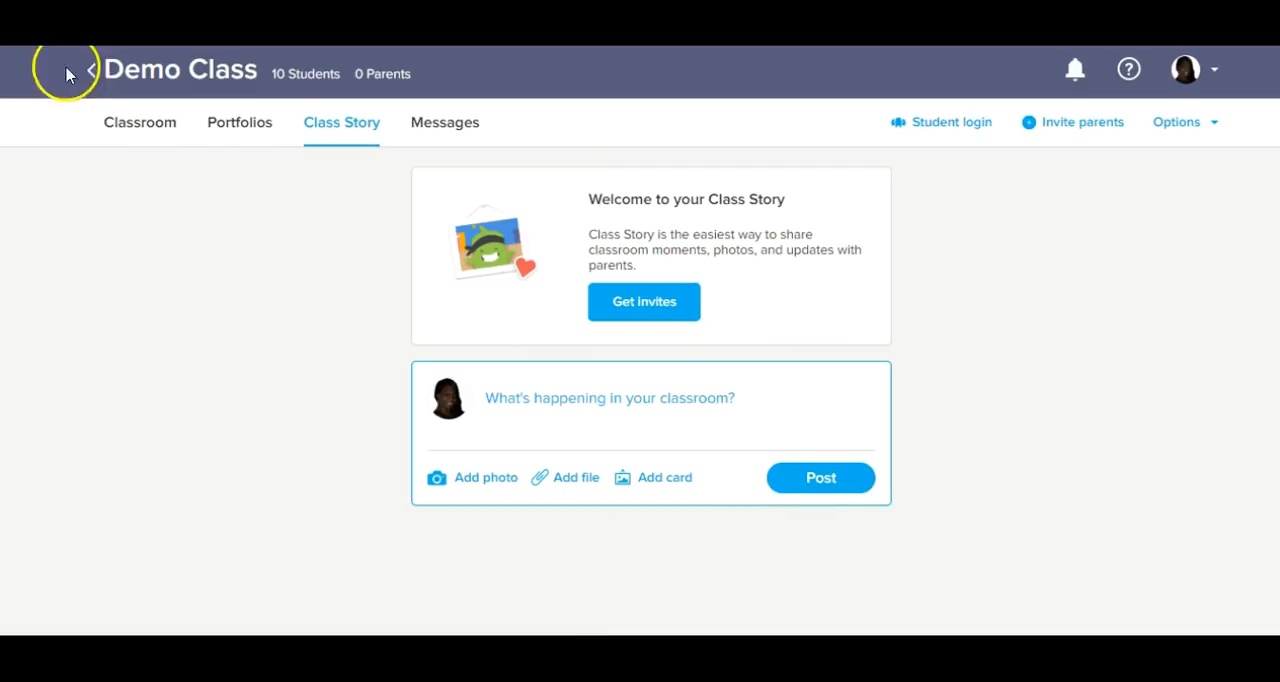 Demo Class 10 Students 0 Parents
Classroom Portfolios Class Story Messages Student login Invite parents Options
Welcome to your Class Story
Class Story is the easiest way to share
classroom moments, photos, and updates with
parents.
Get invites
What's happening in your classroom?
Add photo Add file Add card Post